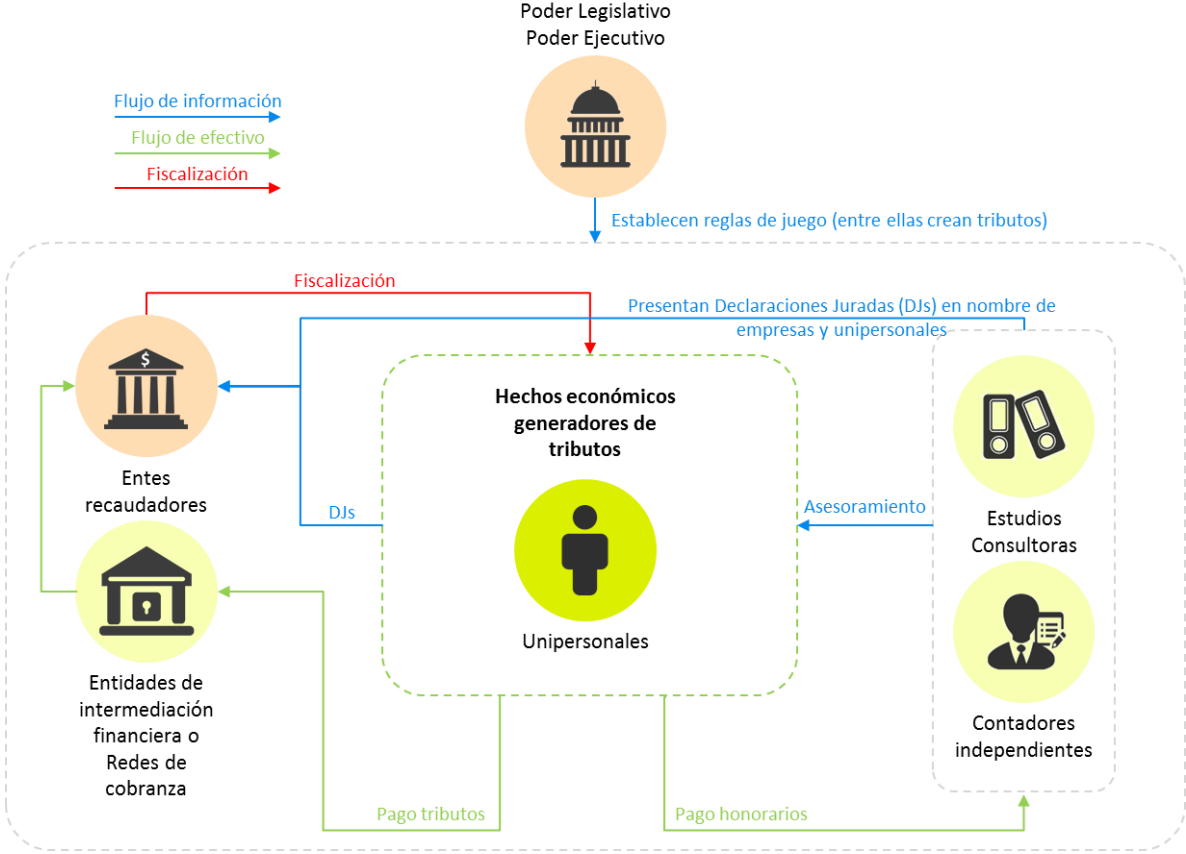 Poder Legislativo
Poder Ejecutivo
Flujo de información
Flujo de efectivo
Fiscalización
Establecen reglas de juego (entre ellas crean tributos)
Fiscalización
Presentan Declaraciones Juradas (DJs) en nombre de
empresas y unipersonales
$
Hechos económicos
generadores de
tributos
Entes
recaudadores
DJs
Asesoramiento
Estudios
Consultoras
Unipersonales
Entidades de
intermediación
financiera o
Redes de
cobranza
Contadores
independientes
Pago tributos
Pago honorarios